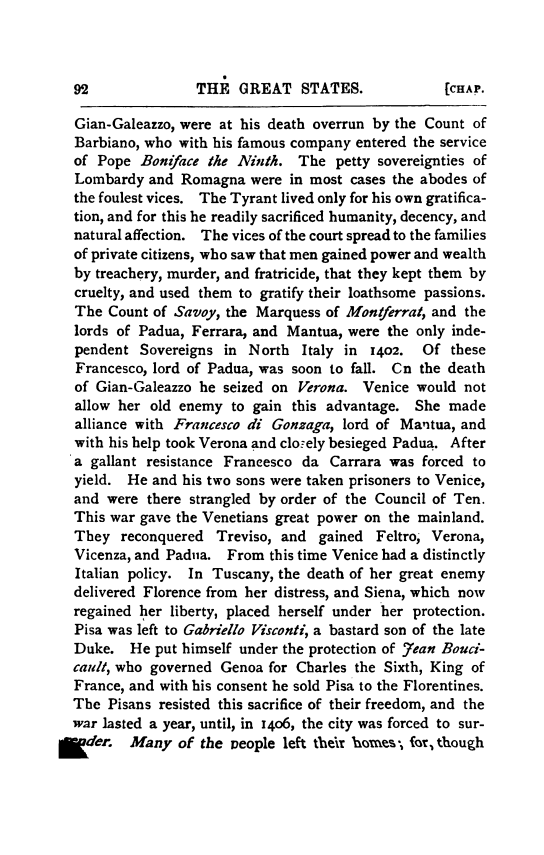 92 THE GREAT STATES. [CHAP.
Gian-Galeazzo, were at his death overrun by the Count of
Barbiano, who with his famous company entered the service
of Pope Boniface the Ninth. The petty sovereignties of
Lombardy and Romagna were in most cases the abodes of
the foulest vices. The Tyrant lived only for his own gratifica-
tion, and for this he readily sacrificed humanity, decency, and
natural affection. The vices of the court spread to the families
of private citizens, who saw that men gained power and wealth
by treachery, murder, and fratricide, that they kept them by
cruelty, and used them to gratify their loathsome passions.
The Count of Savoy, the Marquess of Montferrat, and the
lords of Padua, Ferrara, and Mantua, were the only inde-
pendent Sovereigns in North Italy in 1402. Of these
Francesco, lord of Padua, was soon to fall. Cn the death
of Gian-Galeazzo he seized on Verona. Venice would not
allow her old enemy to gain this advantage. She made
alliance with Francesco di Gonzaga, lord of Mantua, and
with his help took Verona and closely besieged Padua. After
a gallant resistance Francesco da Carrara was forced to
yield. He and his two sons were taken prisoners to Venice,
and were there strangled by order of the Council of Ten.
This war gave the Venetians great power on the mainland.
They reconquered Treviso, and gained Feltro, Verona,
Vicenza, and Padua. From this time Venice had a distinctly
Italian policy. In Tuscany, the death of her great enemy
delivered Florence from her distress, and Siena, which now
regained her liberty, placed herself under her protection.
Pisa was left to Gabriello Visconti, a bastard son of the late
Duke. He put himself under the protection of Jean Bouci-
cault, who governed Genoa for Charles the Sixth, King of
France, and with his consent he sold Pisa to the Florentines.
The Pisans resisted this sacrifice of their freedom, and the
war lasted a year, until, in 1406, the city was forced to sur-
render. Many of the people left their homes; for, though